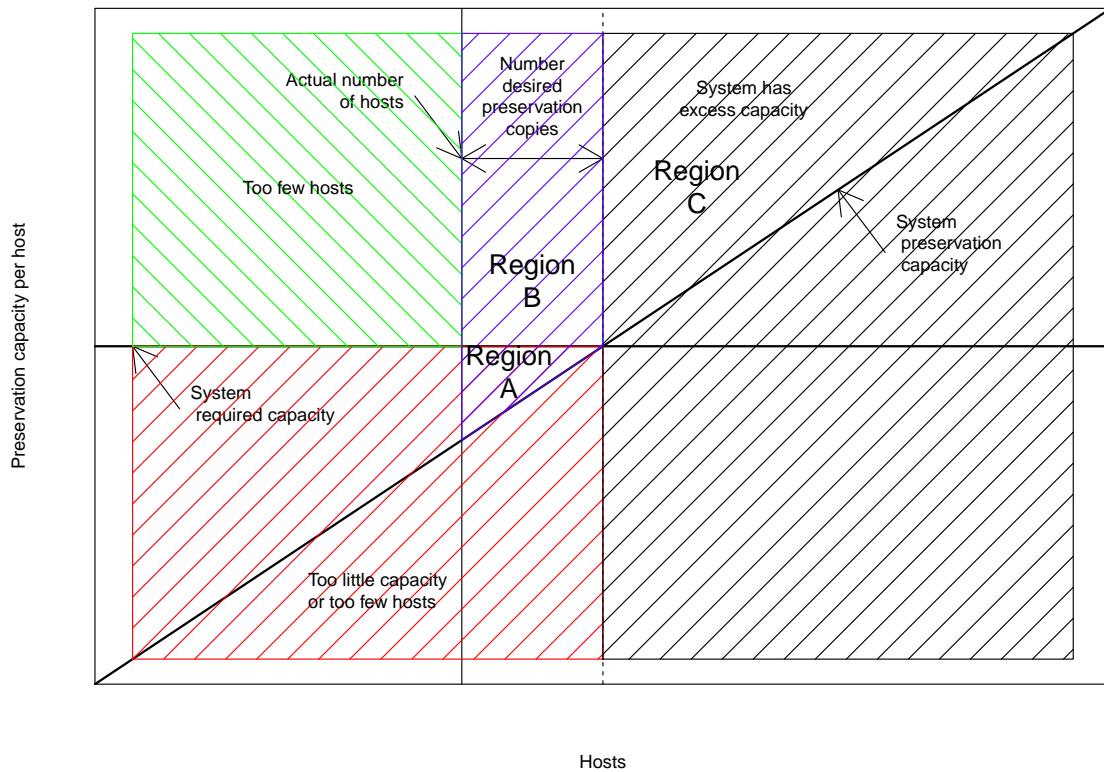 Number
desired
preservation
copies
Actual number
of hosts
System has
excess capacity
Too few hosts
Region
C
System
preservation
capacity
Region
B
Region
A
System
required capacity
Too little capacity
or too few hosts
Preservation capacity per host
Hosts